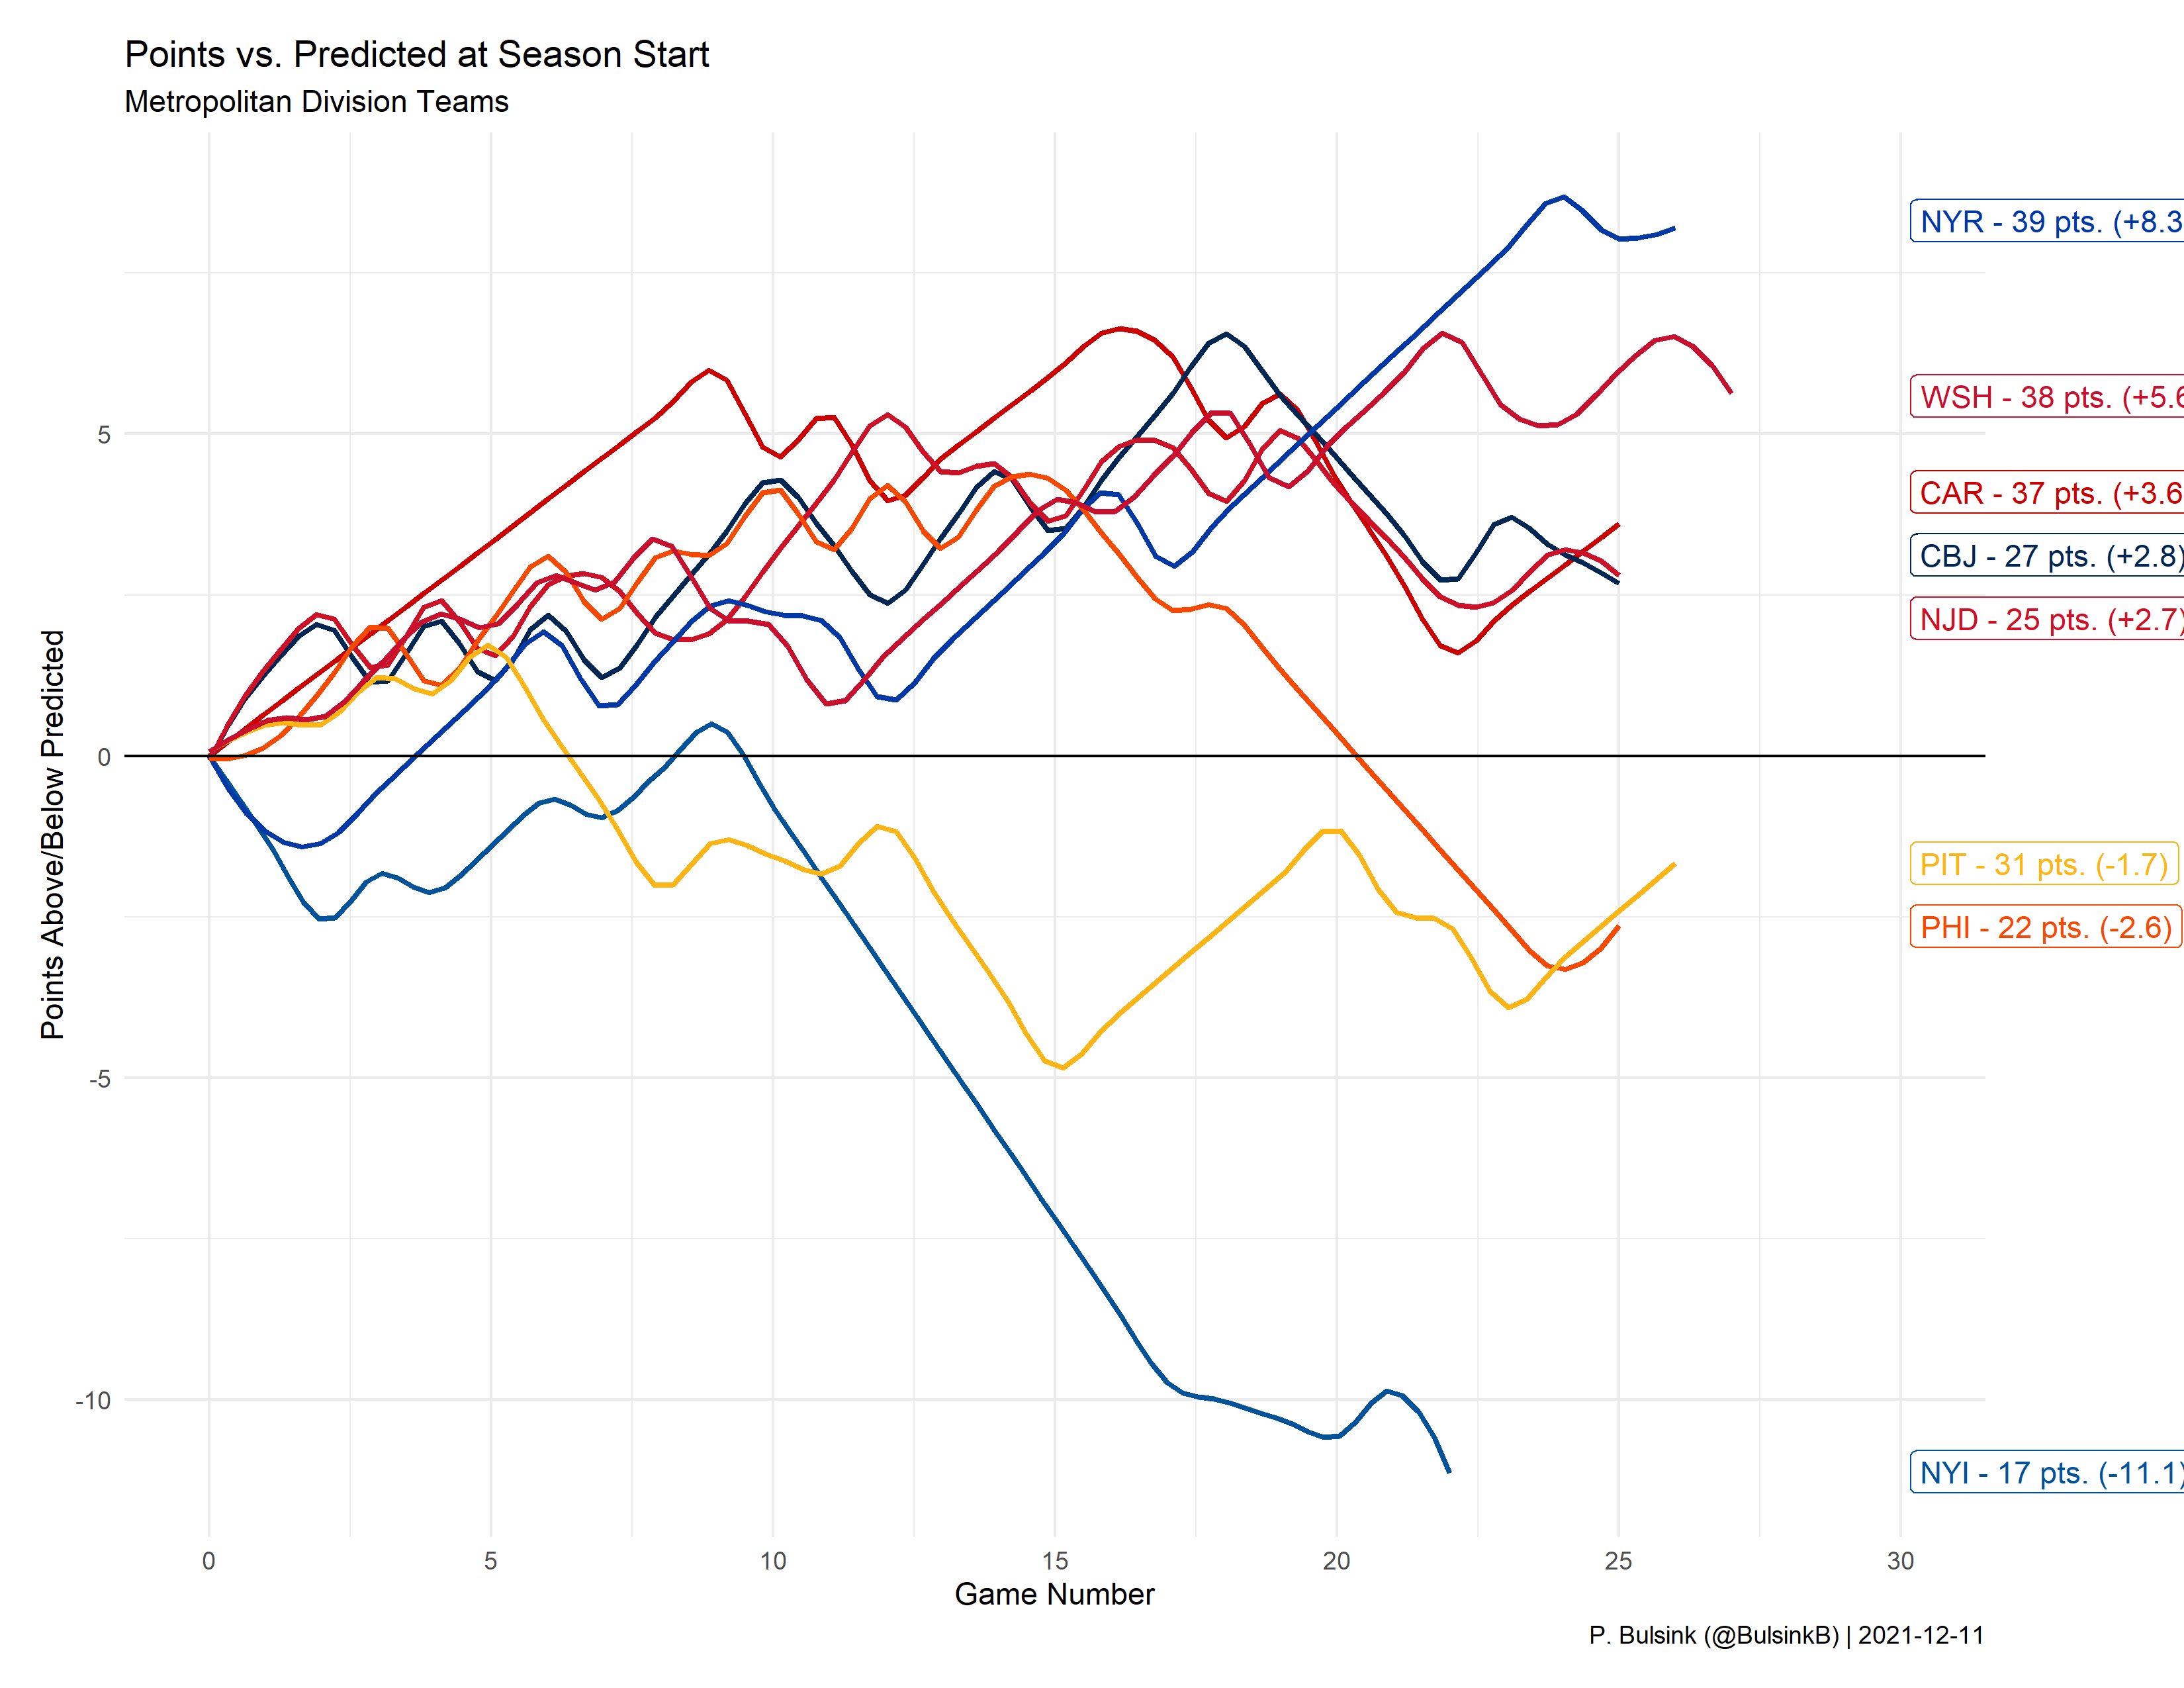 Points vs. Predicted at Season Start
Metropolitan Division Teams
Points Above/Below Predicted
5
0
-5
-10
NYR - 39 pts. (+8.3
WSH - 38 pts. (+5.6
CAR - 37 pts. (+3.6
CBJ - 27 pts. (+2.8)
NJD - 25 pts. (+2.7)
PIT - 31 pts. (-1.7)
PHI - 22 pts. (-2.6)
NYI - 17 pts. (-11.1)
0 5 10 15 20 25 30
Game Number
P. Bulsink (@BulsinkB) | 2021-12-11